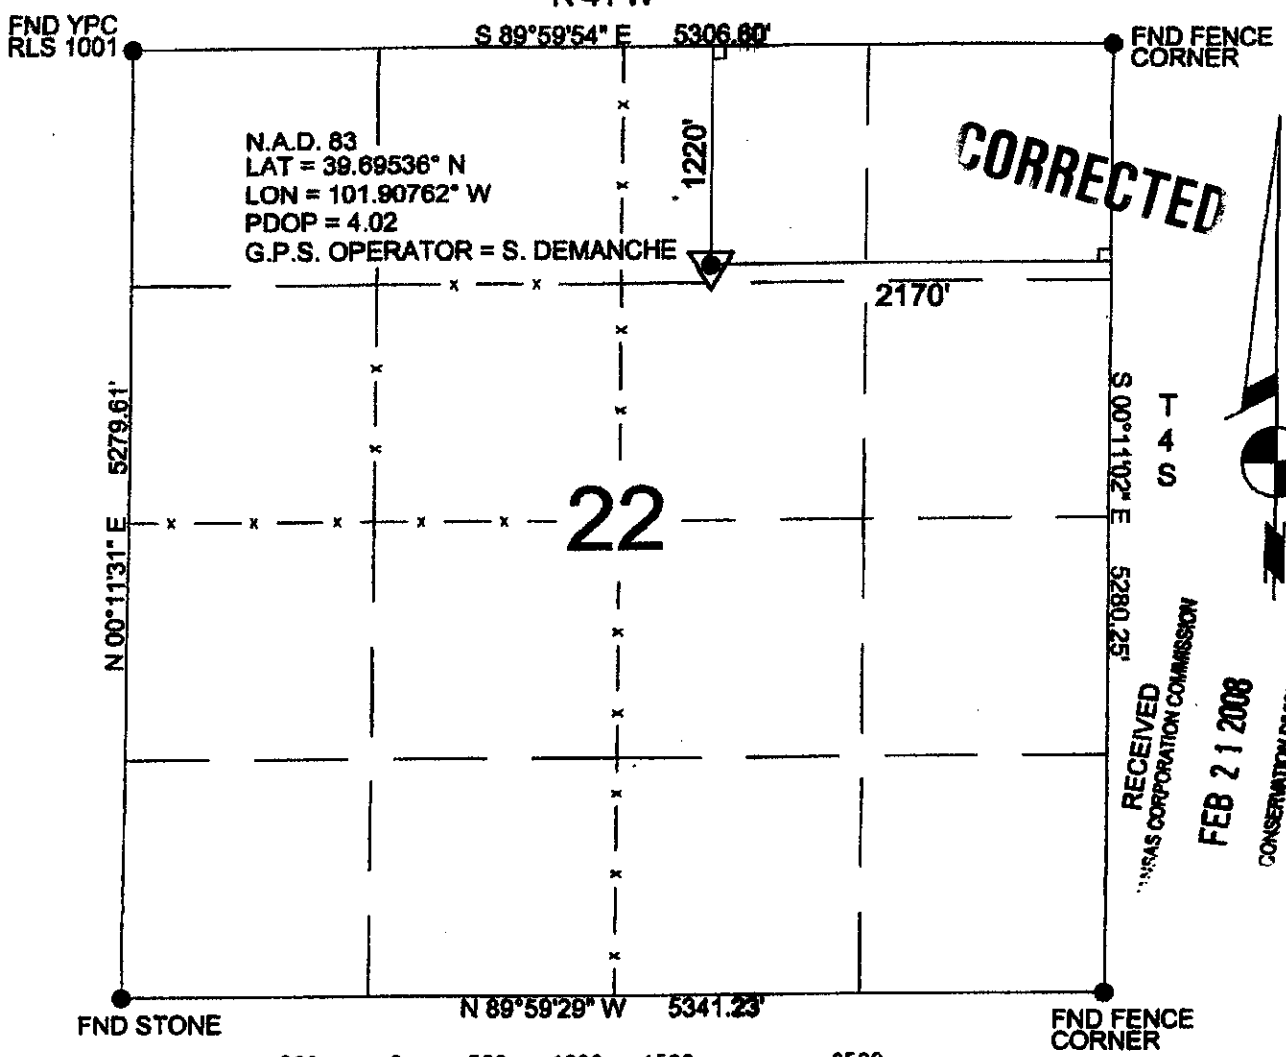 FND YPC
RLS 1001
S 89°59'54" E 5306.60'
FND FENCE
CORNER
N.A.D. 83
LAT = 39.69536° N
LON = 101.90762° W
PDOP = 4.02
G.P.S. OPERATOR = S. DEMANCHE
1220'
CORRECTED
2170'
N 00°11'31" E 5279.61'
22
S 00°11'02" E 5280.25'
T
4
S
RECEIVED
CORPORATION COMMISSION
FEB 21 2008
FND STONE
N 89°59'29" W 5341.23'
FND FENCE
CORNER